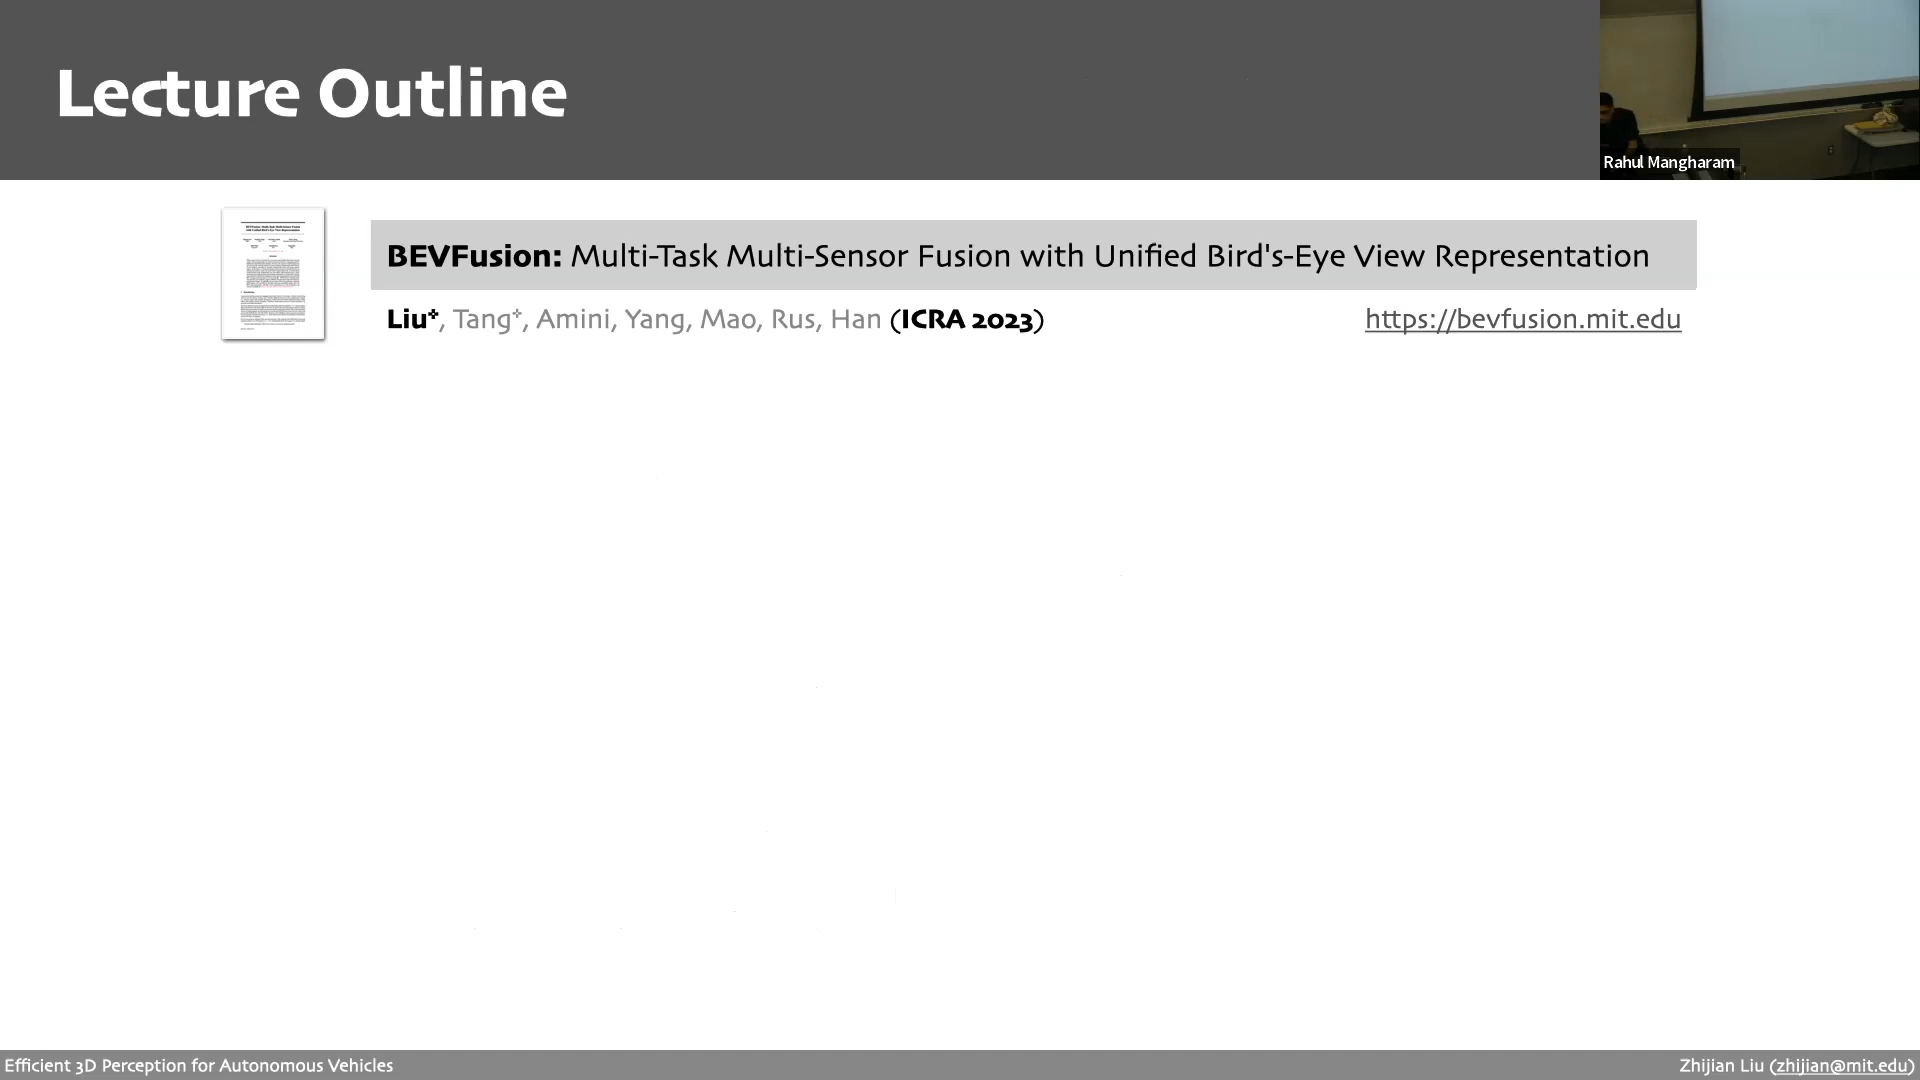 Lecture Outline
Rahul Mangharam
BEVFusion: Multi-Task Multi-Sensor Fusion with Unified Bird's-Eye View Representation
Liu+, Tang+, Amini, Yang, Mao, Rus, Han (ICRA 2023)
https://bevfusion.mit.edu
Efficient 3D Perception for Autonomous Vehicles
Zhijian Liu (zhijian@mit.edu)